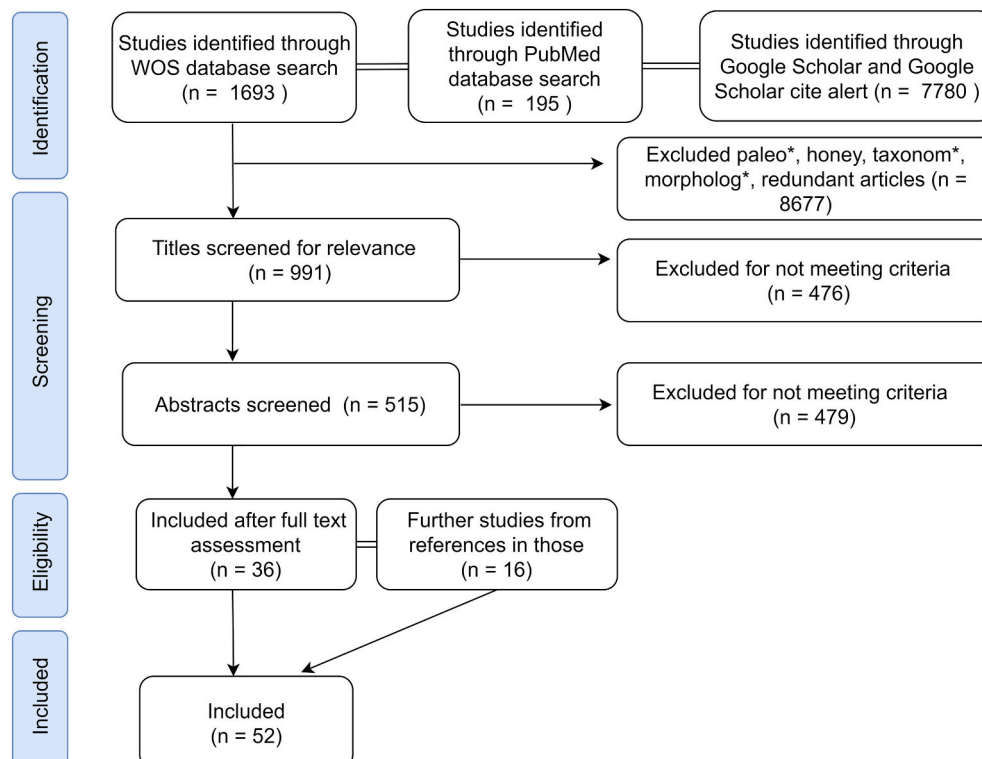 Identification
Studies identified through
WOS database search
(n =  1693 )
Studies identified
through PubMed
database search
(n =  195 )
Studies identified through
Google Scholar and Google
Scholar cite alert (n =  7780 )
Excluded paleo*, honey, taxonom*,
morpholog*, redundant articles (n =
8677)
Screening
Titles screened for relevance
(n = 991)
Excluded for not meeting criteria
(n = 476)
Abstracts screened  (n = 515)
Excluded for not meeting criteria
(n = 479)
Eligibility
Included after full text
assessment
(n = 36)
Further studies from
references in those
(n = 16)
Included
Included
(n = 52)